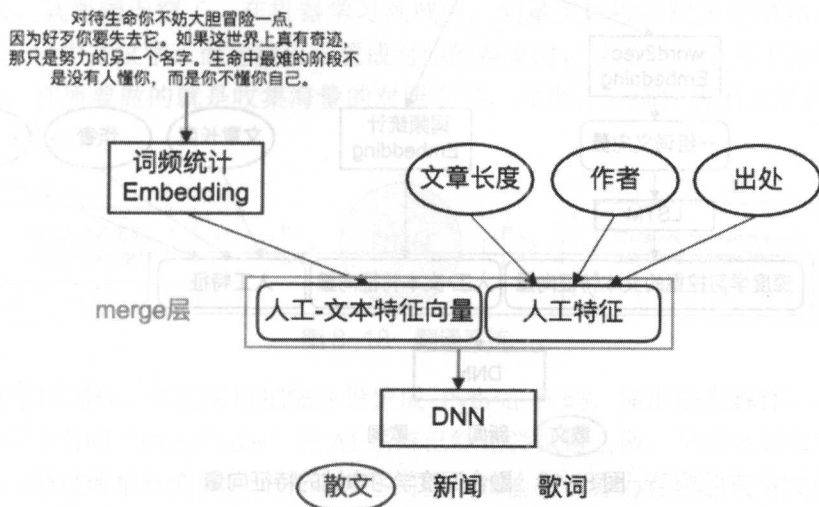 对待生命你不妨大胆冒险一点，
因为好歹你要失去它。如果这世界上真有奇迹，
那只是努力的另一个名字。生命中最难的阶段不
是没有人懂你，而是你不懂你自己。
词频统计
Embedding
文章长度
作者
出处
merge层
人工-文本特征向量
人工特征
DNN
散文
新闻
歌词